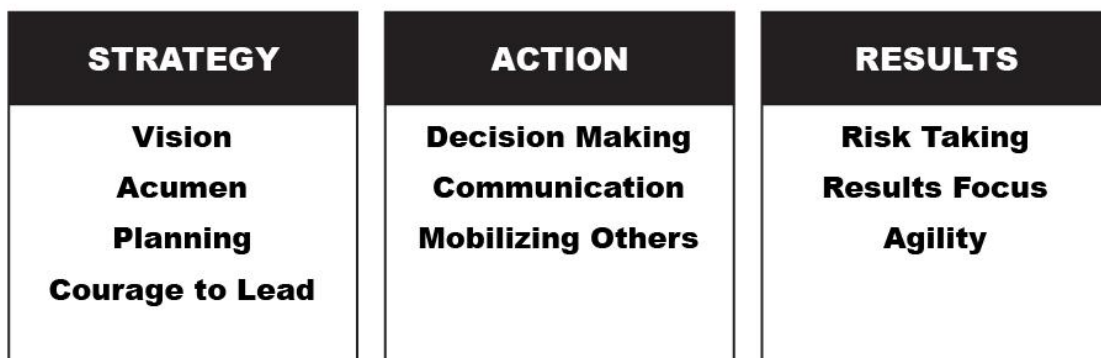 STRATEGY
Vision
Acumen
Planning
Courage to Lead
ACTION
Decision Making
Communication
Mobilizing Others
RESULTS
Risk Taking
Results Focus
Agility